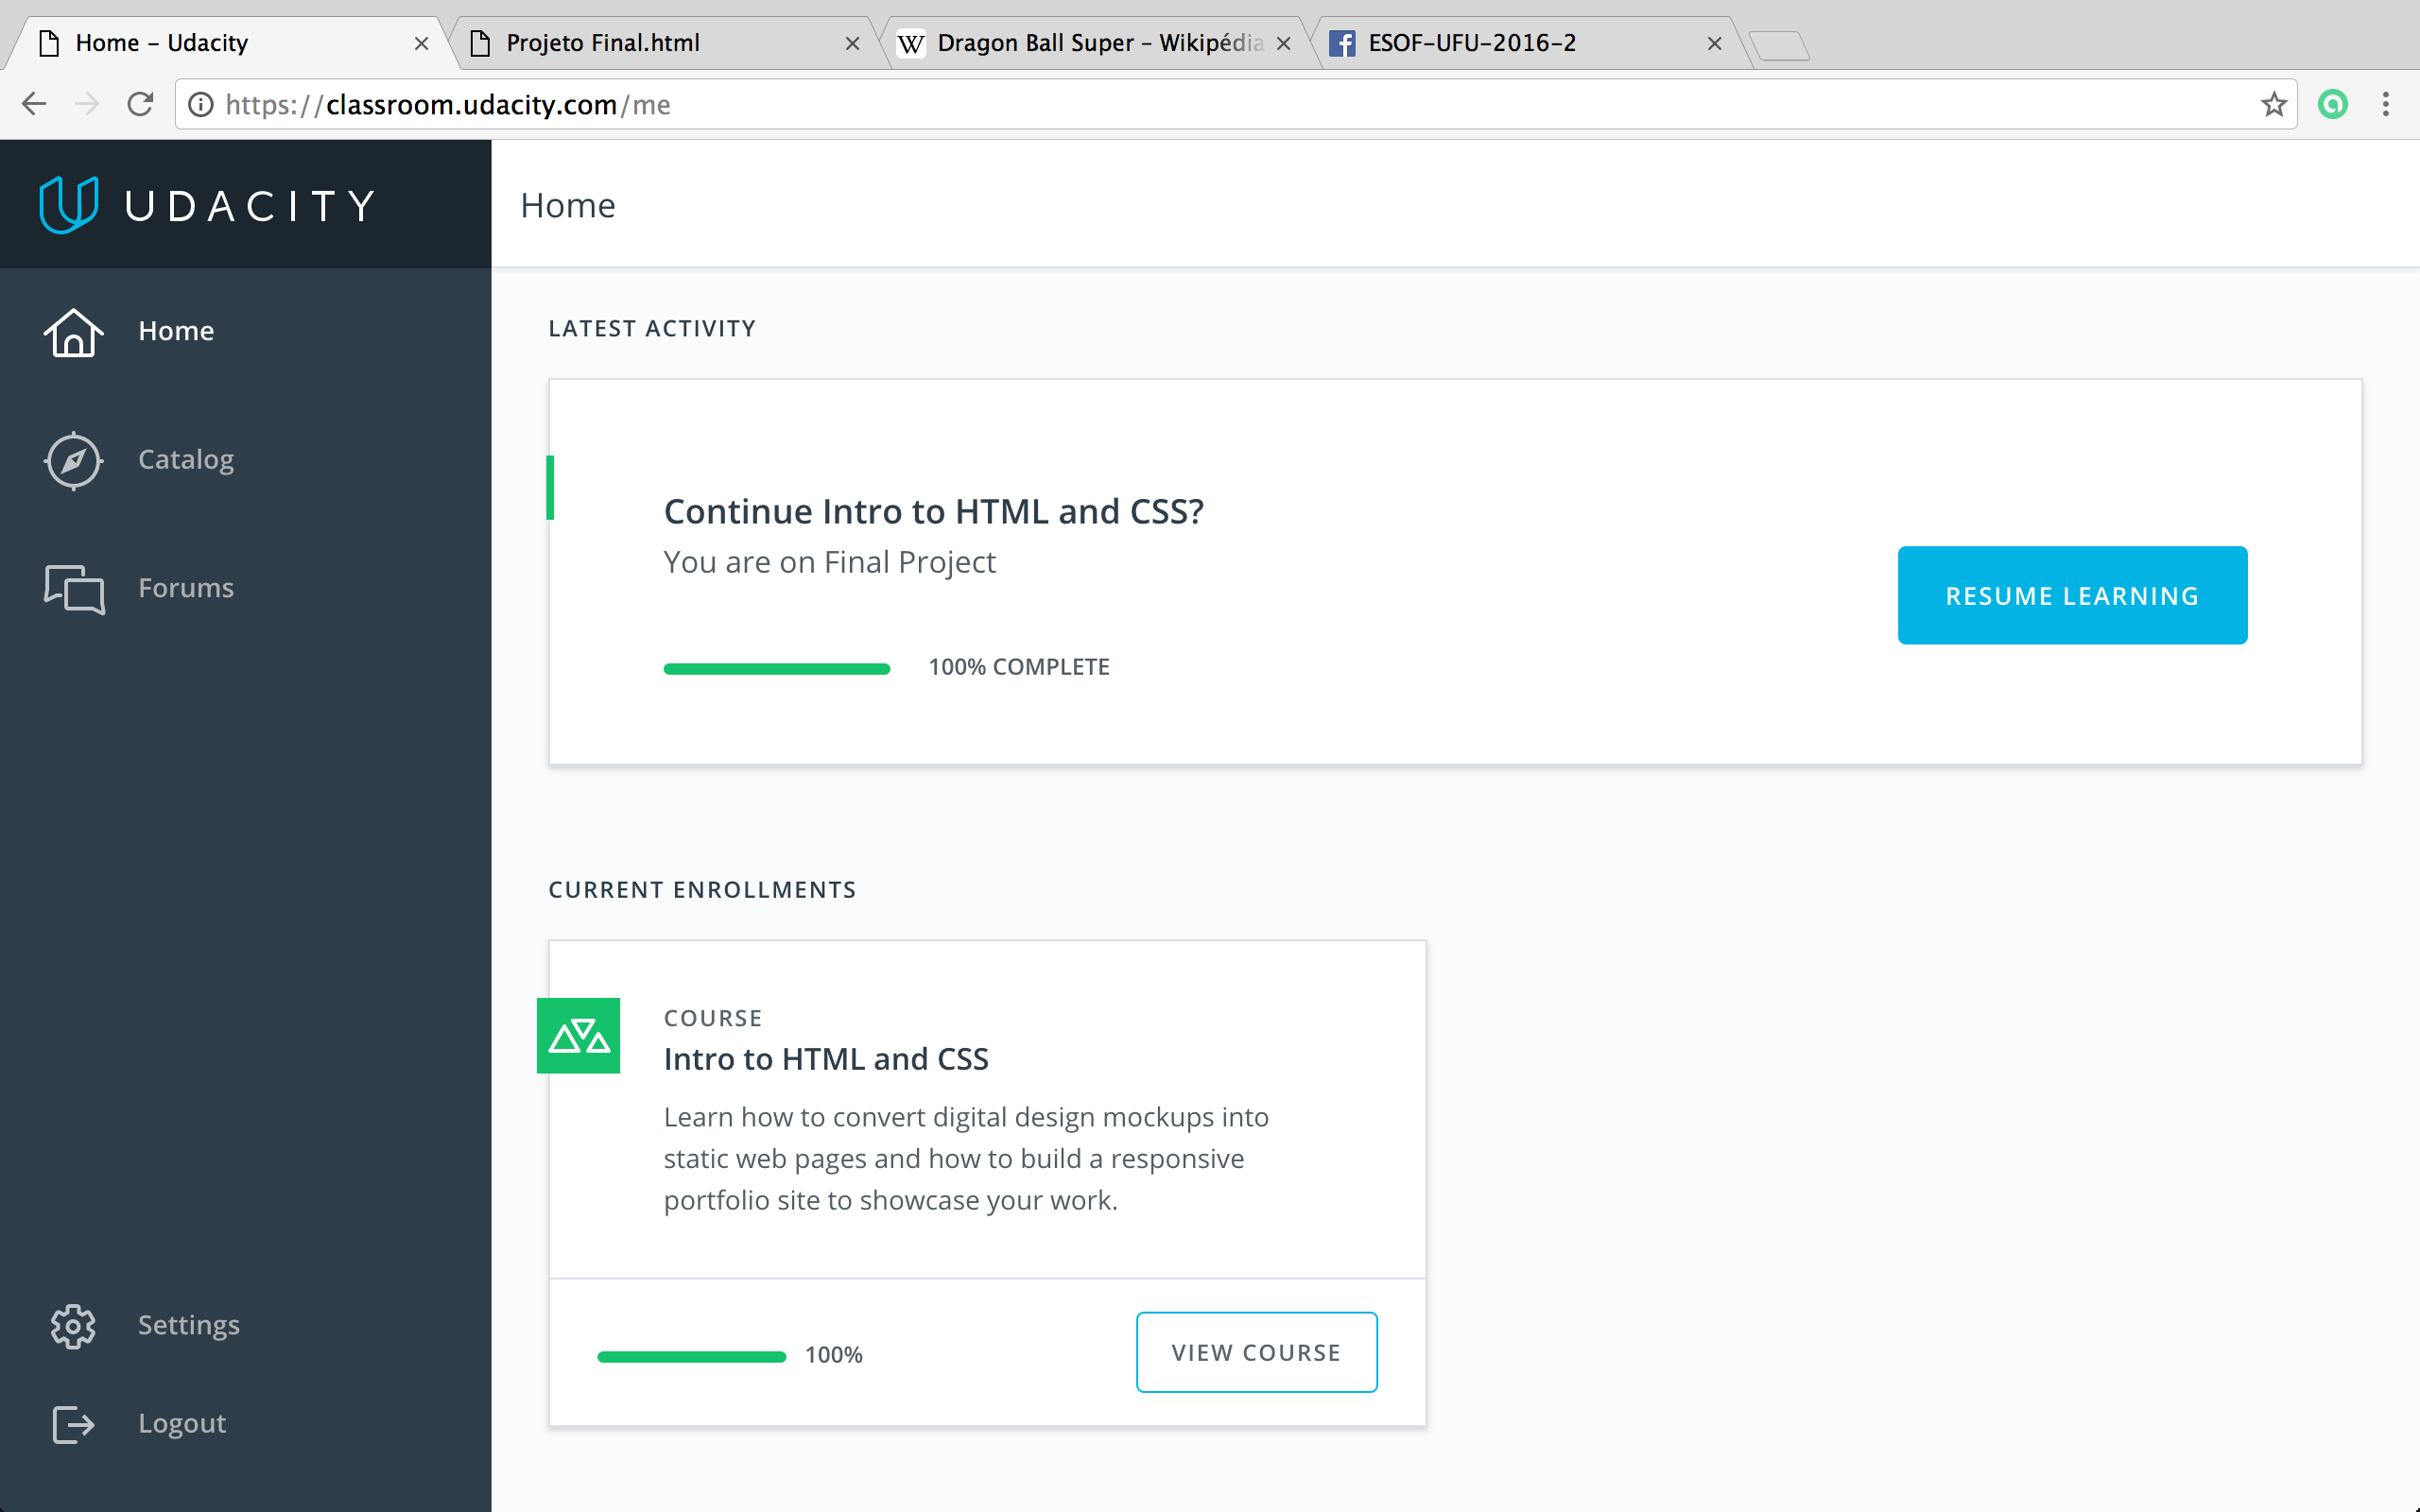 Home – Udacity
Projeto Final.html
Dragon Ball Super – Wikipédia
ESOF-UFU-2016-2
https://classroom.udacity.com/me
UDACITY
Home
Home
Catalog
Forums
Settings
Logout
LATEST ACTIVITY
Continue Intro to HTML and CSS?
You are on Final Project
100% COMPLETE
RESUME LEARNING
CURRENT ENROLLMENTS
COURSE
Intro to HTML and CSS
Learn how to convert digital design mockups into
static web pages and how to build a responsive
portfolio site to showcase your work.
100%
VIEW COURSE